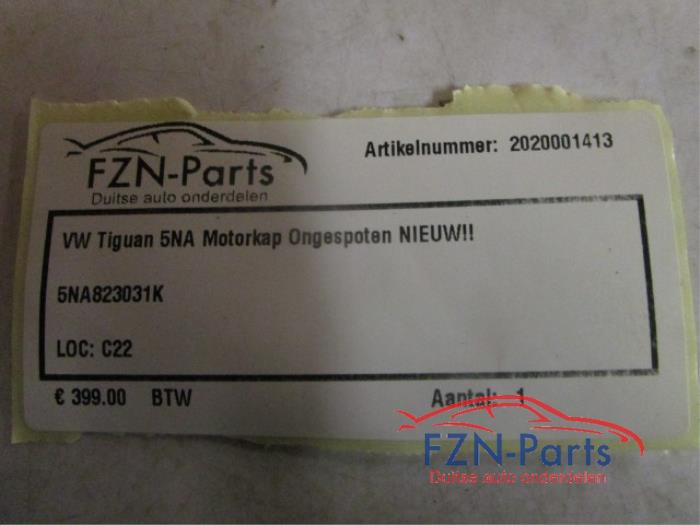 FZN-Parts
Duitse auto onderdelen
Artikelnummer: 2020001413
VW Tiguan 5NA Motorkap Ongespoten NIEUW!!
5NA823031K
LOC: C22
€ 399.00 BTW
Aantal: 1
FZN-Parts
Duitse auto onderdelen